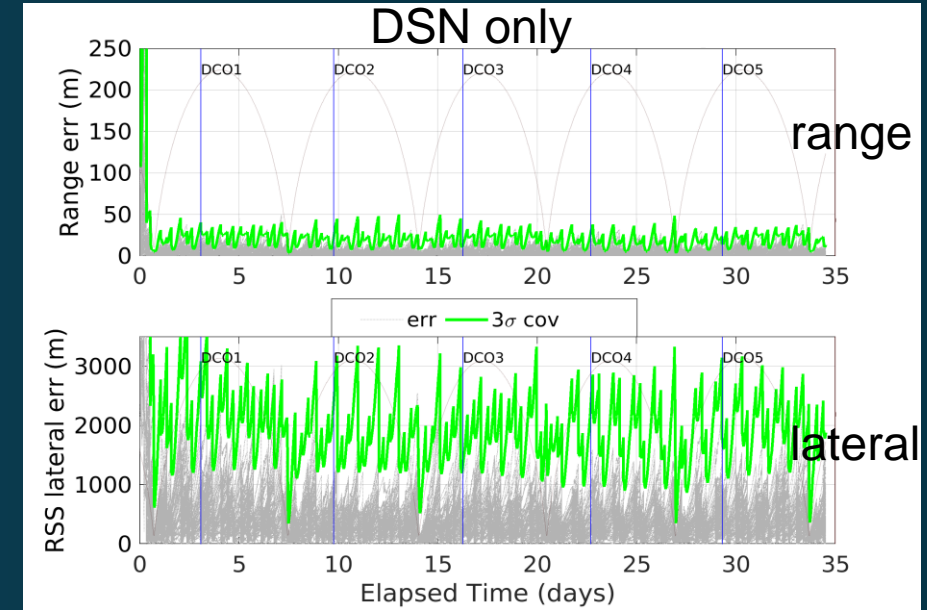 DSN only
Range err (m)
250
200
150
100
50
0
DCO1 DCO2 DCO3 DCO4 DCO5
range
0 5 10 15 20 25 30 35
err 3σ cov
RSS lateral err (m)
3000
2000
1000
0
DCO1 DCO2 DCO3 DCO4 DCO5
lateral
0 5 10 15 20 25 30 35
Elapsed Time (days)